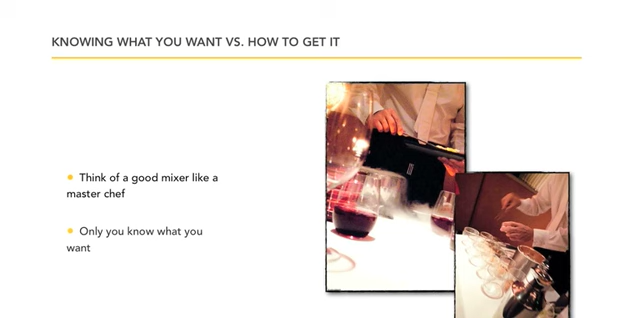 KNOWING WHAT YOU WANT VS. HOW TO GET IT
Think of a good mixer like a
master chef
Only you know what you
want